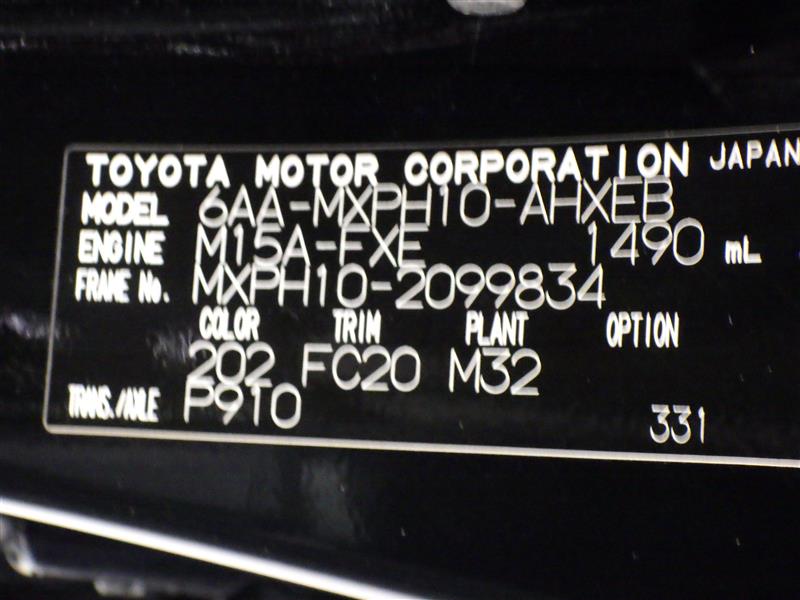 TOYOTA MOTOR CORPORATION JAPAN
MODEL 6AA-MXPH10-AHXEB
ENGINE M15A-FXE 1490 mL
FRAME No. MXPH10-2099834
COLOR TRIM PLANT OPTION
202 FC20 M32
TRANS./AXLE P910 331